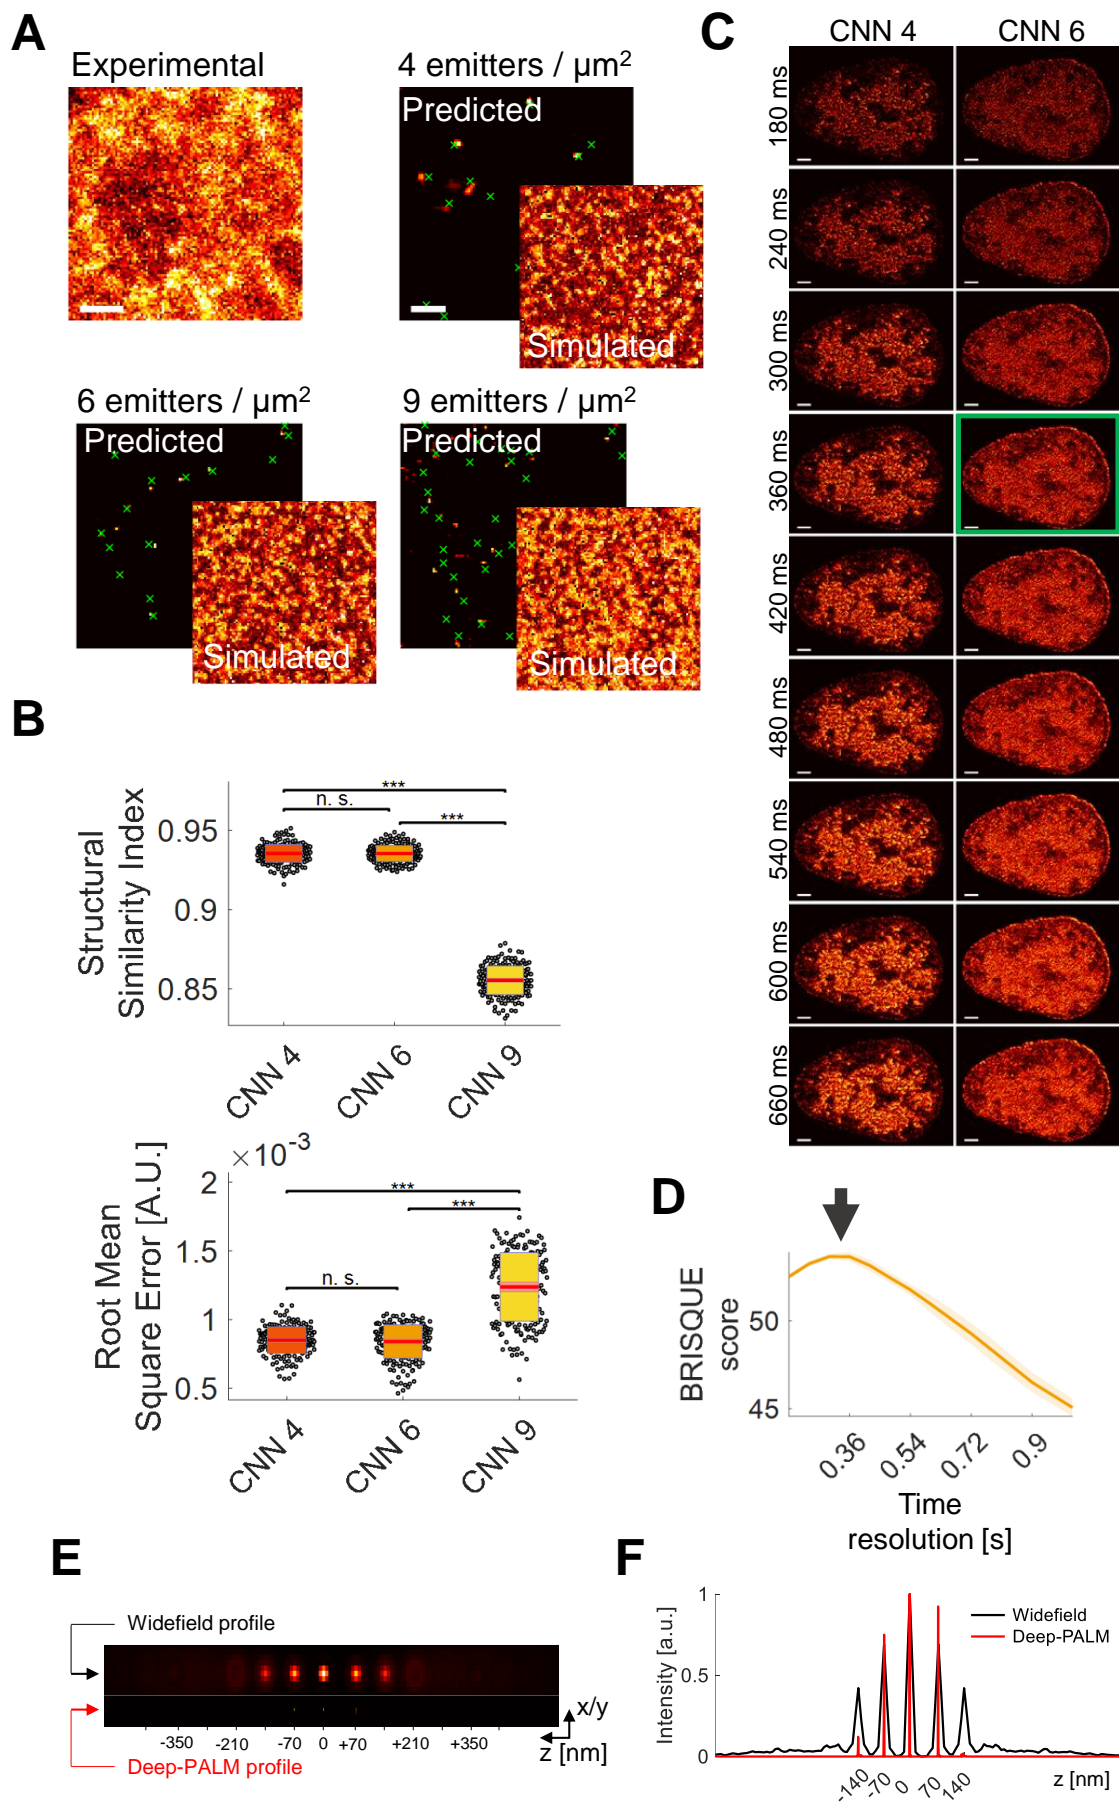 A
Experimental
4 emitters / µm²
Predicted
Simulated
6 emitters / µm²
Predicted
Simulated
9 emitters / µm²
Predicted
Simulated
B
Structural
Similarity Index
0.95
0.9
0.85
***
n. s.
***
CNN 4
CNN 6
CNN 9
Root Mean
Square Error [A.U.]
×10⁻³
2
1.5
1
0.5
***
***
n. s.
CNN 4
CNN 6
CNN 9
C
CNN 4
CNN 6
180 ms
240 ms
300 ms
360 ms
420 ms
480 ms
540 ms
600 ms
660 ms
D
BRISQUE
score
50
45
0.36
0.54
0.72
0.9
Time
resolution [s]
E
Widefield profile
x/y
-350
-210
-70
0
+70
+210
+350
z [nm]
Deep-PALM profile
F
Intensity [a.u.]
1
0.5
0
Widefield
Deep-PALM
-140
-70
0
70
140
z [nm]